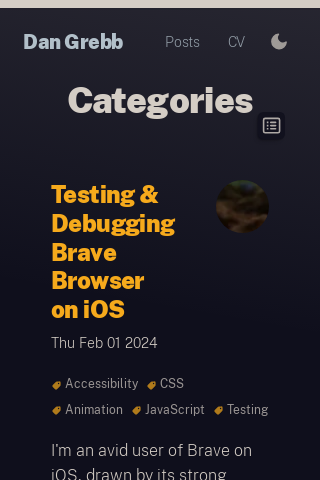 Dan Grebb Posts CV
Categories
Testing &
Debugging
Brave
Browser
on iOS
Thu Feb 01 2024
Accessibility CSS
Animation JavaScript Testing
I'm an avid user of Brave on
iOS, drawn by its strong